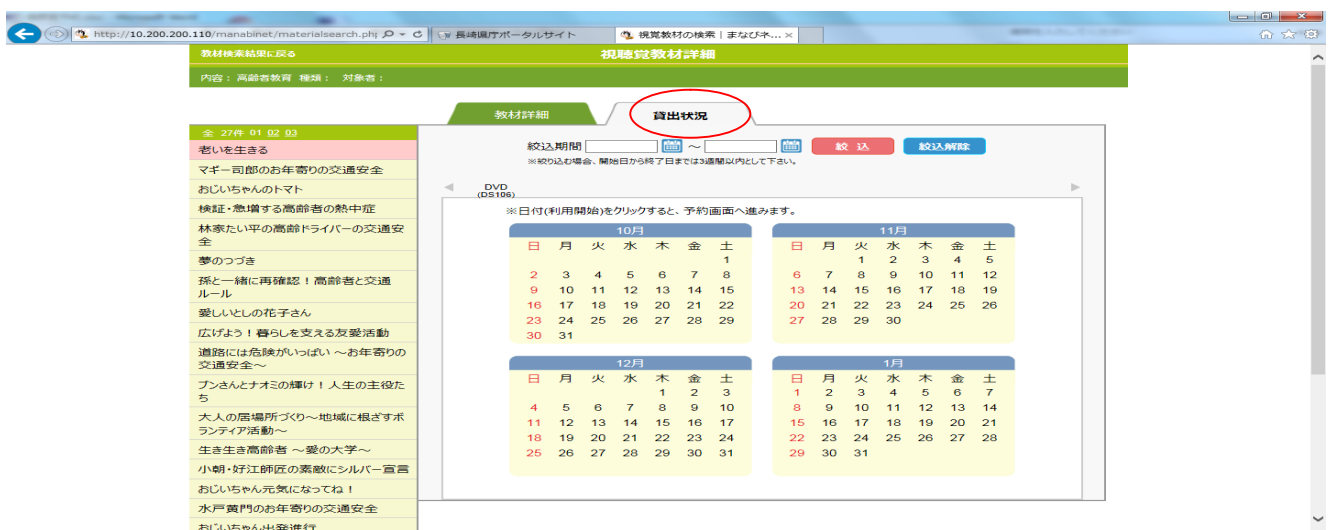 http://10.200.200.110/manabinet/materialsearch.phj
長崎県庁ポータルサイト
視覚教材の検索 | まなびネ... ×
教材検索結果に戻る
視聴覚教材詳細
内容： 高齢者教育 種類： 対象者：
教材詳細
貸出状況
全 27件 01 02 03
老いを生きる
マギー司郎のお年寄りの交通安全
おじいちゃんのトマト
検証・急増する高齢者の熱中症
林家たい平の高齢ドライバーの交通安
全
夢のつづき
孫と一緒に再確認！高齢者と交通
ルール
愛しいとしの花子さん
広げよう！暮らしを支える友愛活動
道路には危険がいっぱい ～お年寄りの
交通安全～
ブンさんとナオミの輝け！人生の主役た
ち
大人の居場所づくり～地域に根ざすボ
ランティア活動～
生き生き高齢者 ～愛の大学～
小朝・好江師匠の素敵にシルバー宣言
おじいちゃん元気になってね！
水戸黄門のお年寄の交通安全
おじいちゃん出発進行
絞込期間 ～ 絞 込 絞込解除
※絞り込む場合、開始日から終了日までは3週間以内として下さい。
DVD
(DS106)
※日付(利用開始)をクリックすると、予約画面へ進みます。
10月
日 月 火 水 木 金 土
1
2 3 4 5 6 7 8
9 10 11 12 13 14 15
16 17 18 19 20 21 22
23 24 25 26 27 28 29
30 31
11月
日 月 火 水 木 金 土
1 2 3 4 5
6 7 8 9 10 11 12
13 14 15 16 17 18 19
20 21 22 23 24 25 26
27 28 29 30
12月
日 月 火 水 木 金 土
1 2 3
4 5 6 7 8 9 10
11 12 13 14 15 16 17
18 19 20 21 22 23 24
25 26 27 28 29 30 31
1月
日 月 火 水 木 金 土
1 2 3 4 5 6 7
8 9 10 11 12 13 14
15 16 17 18 19 20 21
22 23 24 25 26 27 28
29 30 31